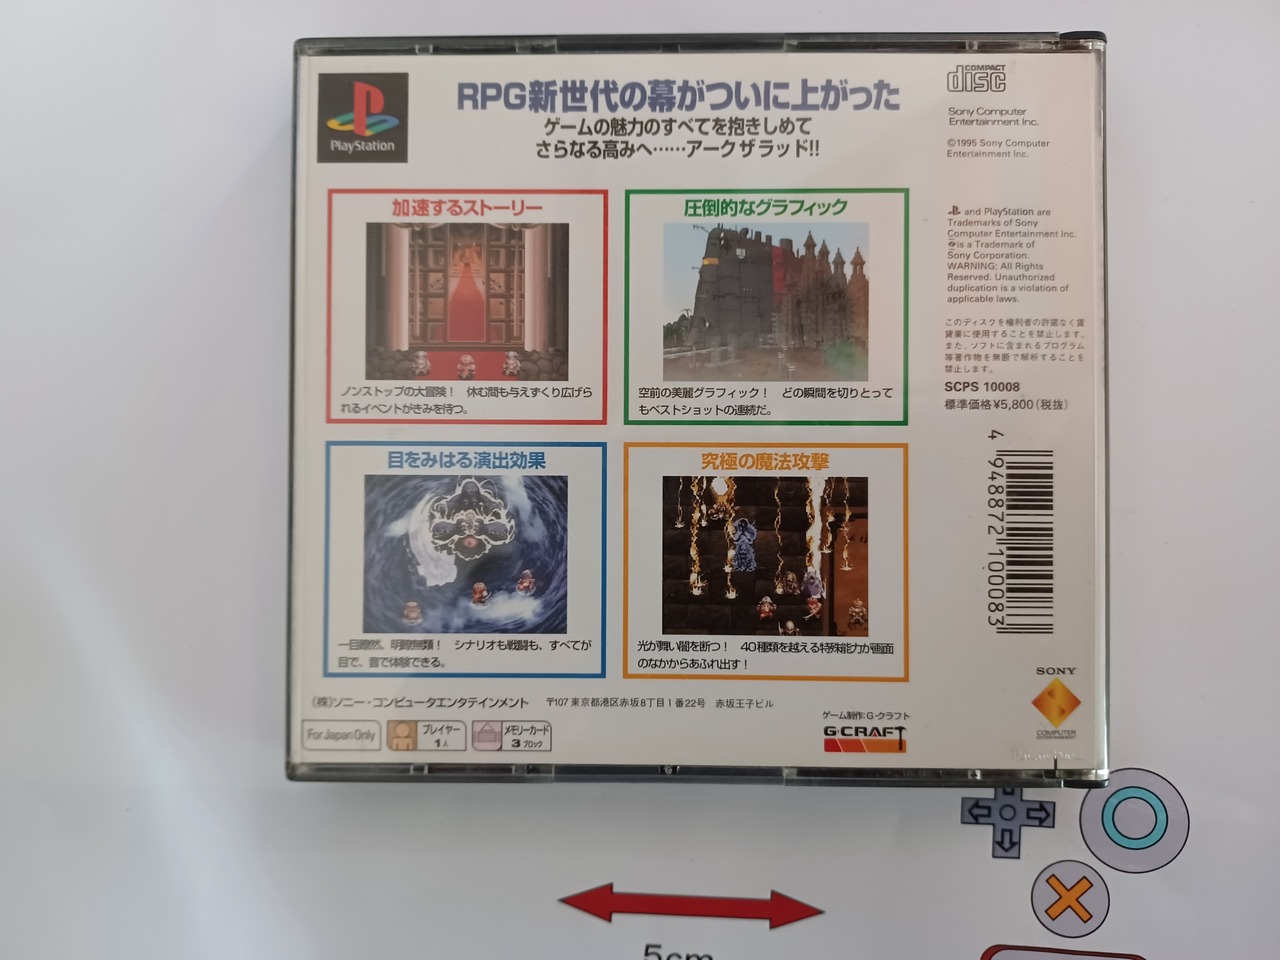 RPG新世代の幕がついに上がった
ゲームの魅力のすべてを抱きしめて
さらなる高みへ……アークザラッド!!
PlayStation
COMPACT
disc
Sony Computer
Entertainment Inc.
©1995 Sony Computer
Entertainment Inc.
加速するストーリー
ノンストップの大冒険！ 休む間も与えずくり広げら
れるイベントがきみを待つ。
圧倒的なグラフィック
空前の美麗グラフィック！ どの瞬間を切りとって
もベストショットの連続だ。
and PlayStation are
Trademarks of Sony
Computer Entertainment Inc.
is a Trademark of
Sony Corporation.
WARNING: All Rights
Reserved. Unauthorized
duplication is a violation of
applicable laws.
このディスクを権利者の許諾なく賃
貸業に使用することを禁止します。
また、ソフトに含まれるプログラム
等著作物を無断で解析することを
禁止します。
SCPS 10008
標準価格¥5,800(税抜)
4 948872 100083
目をみはる演出効果
一目瞭然、明瞭無類！ シナリオも戦闘も、すべてが
目で、音で体験できる。
究極の魔法攻撃
光が舞い闇を断つ！ 40種類を越える特殊能力が画面
のなかからあふれ出す！
(株)ソニー・コンピュータエンタテインメント 〒107 東京都港区赤坂8丁目1番22号 赤坂王子ビル
For Japan Only
プレイヤー
1人
メモリーカード
3ブロック
ゲーム制作:G・クラフト
G・CRAFT
SONY
COMPUTER
ENTERTAINMENT
5cm